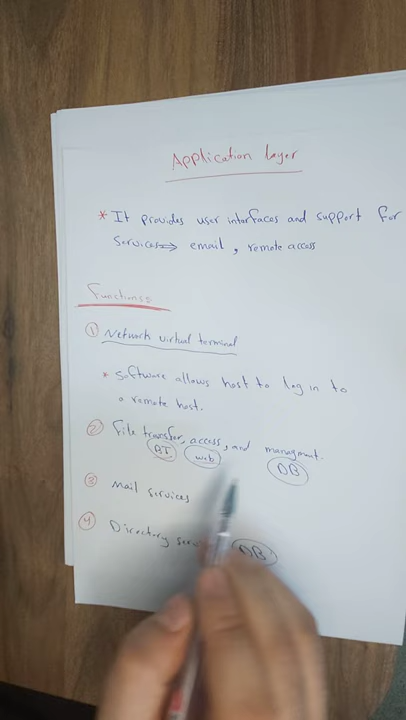 Application layer
* It provides user interfaces and support for
services ⇒ email, remote access
Functions:
① Network virtual terminal
* software allows host to log in to
a remote host.
② File transfer, access, and managment.
BT web DB
③ Mail services
④ Directory DB